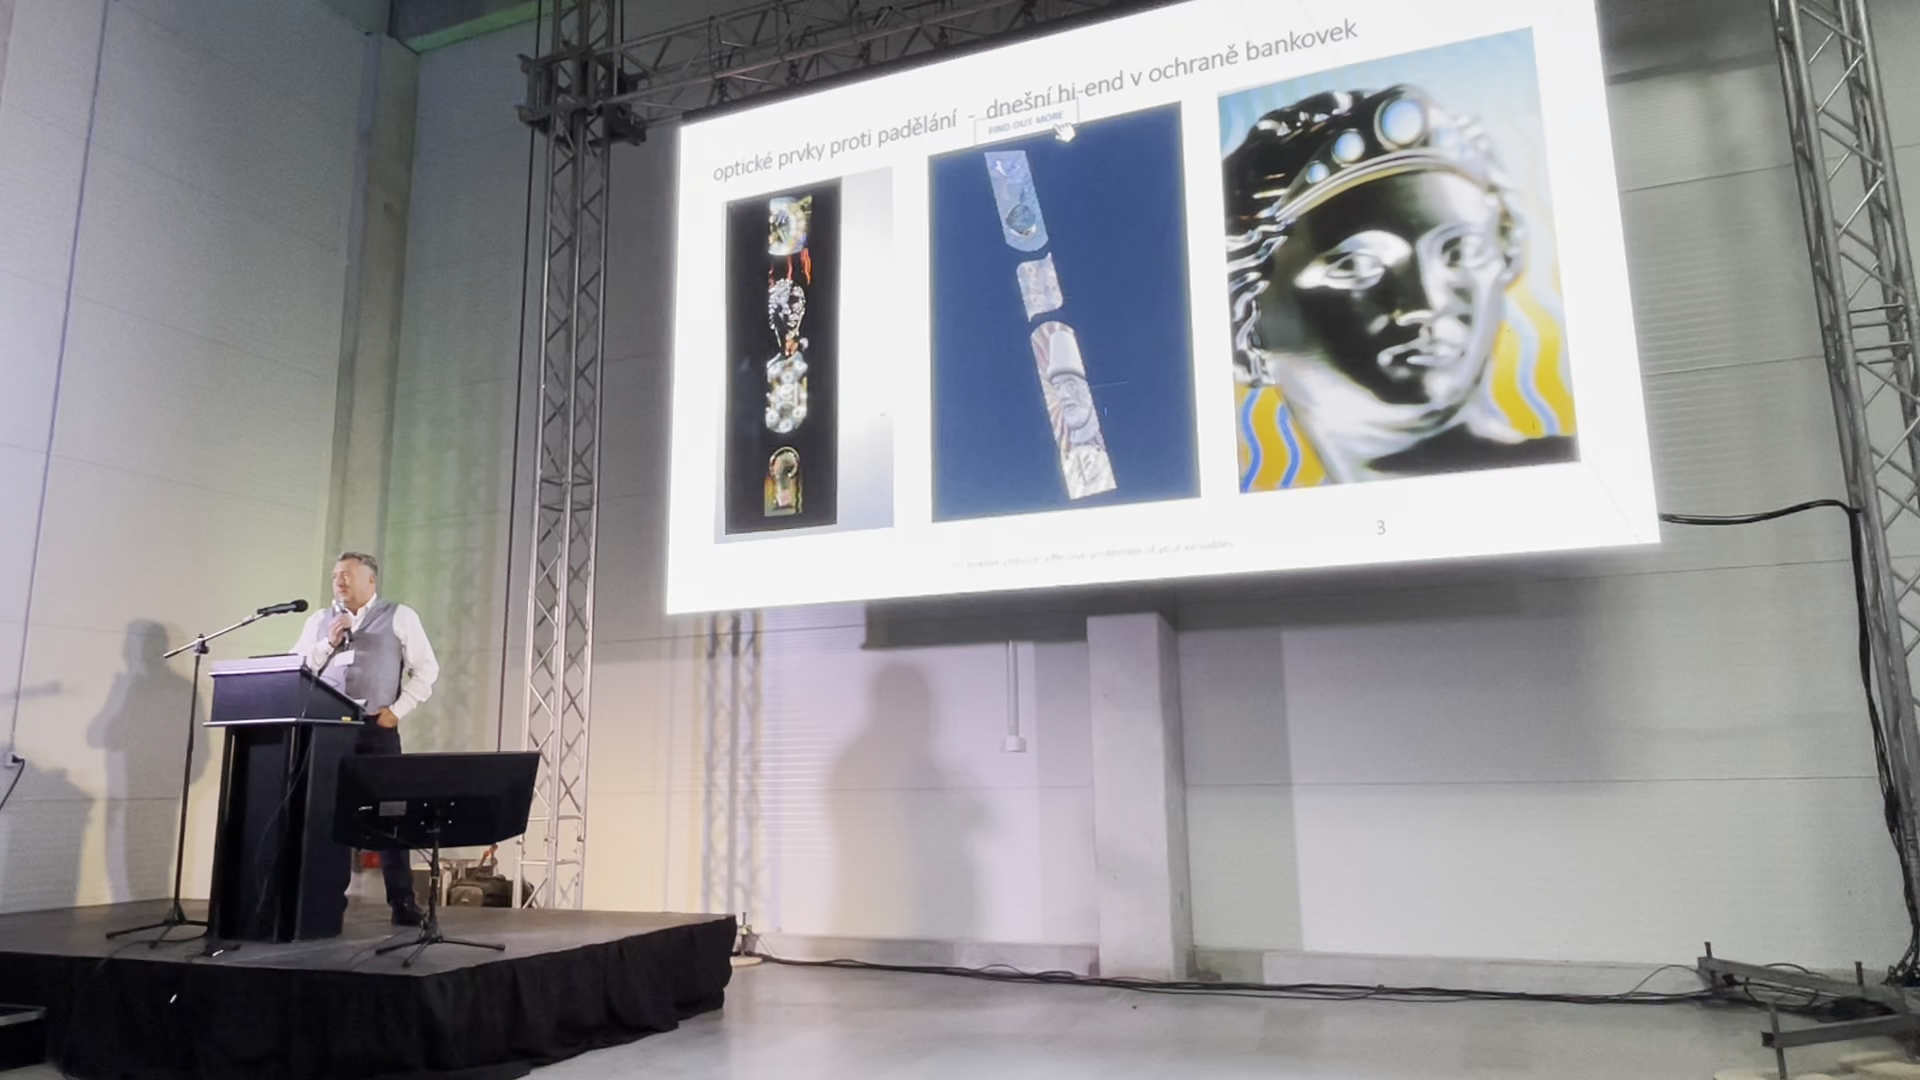 optické prvky proti padělání - dnešní hi-end v ochraně bankovek
FIND OUT MORE
3